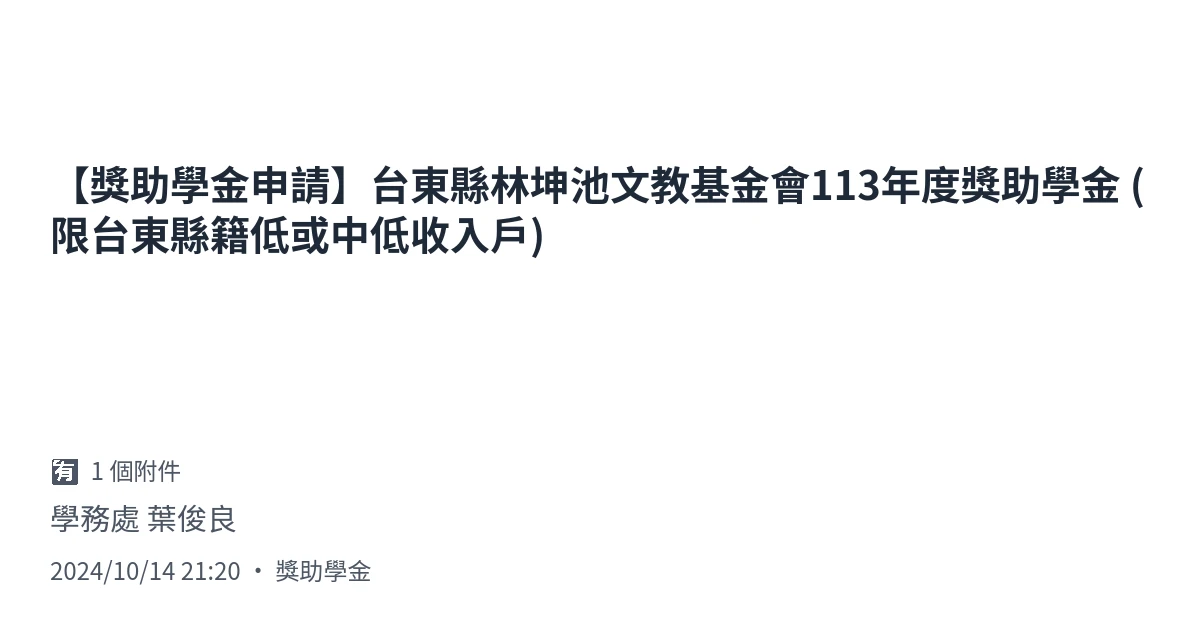 【獎助學金申請】台東縣林坤池文教基金會113年度獎助學金 (
限台東縣籍低或中低收入戶)
有 1 個附件
學務處 葉俊良
2024/10/14 21:20 • 獎助學金